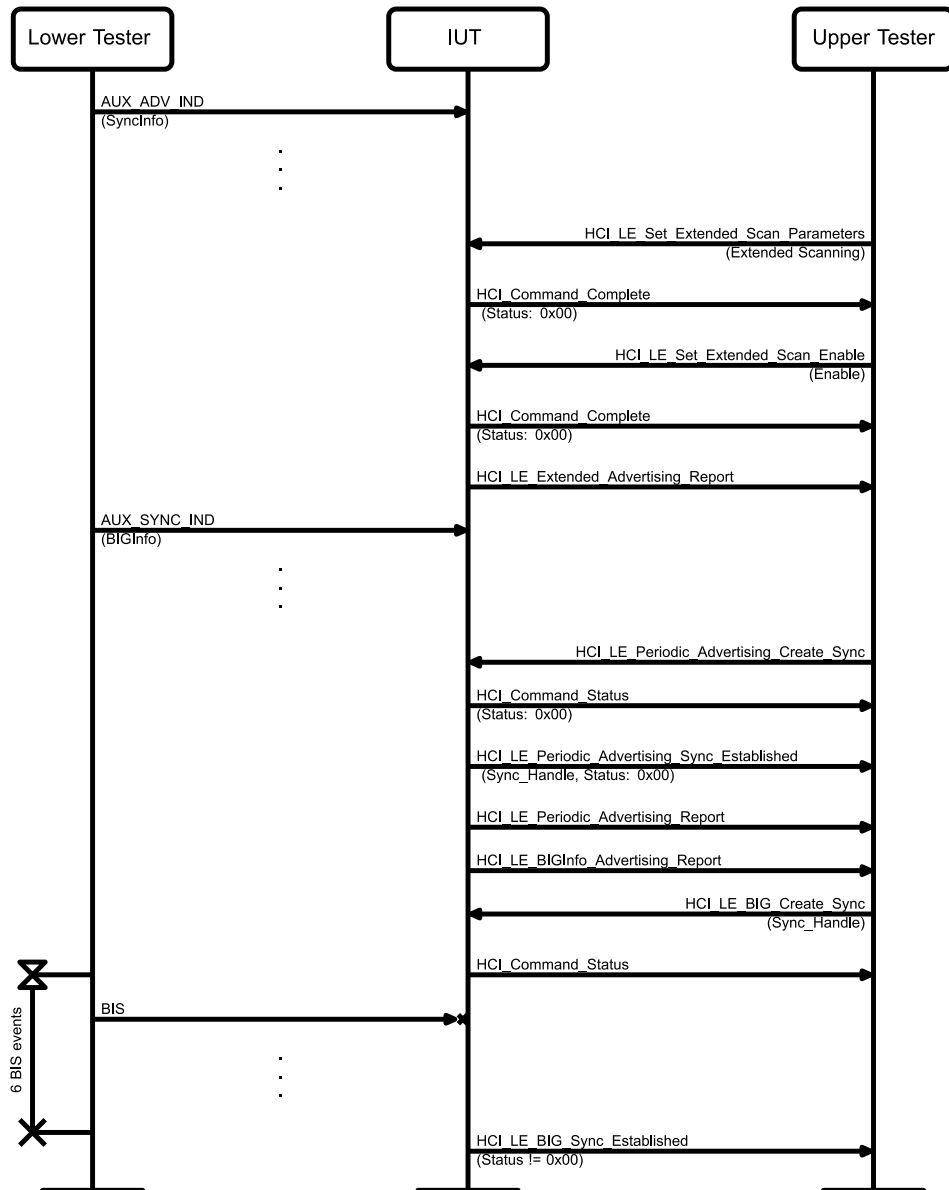 Lower Tester
IUT
Upper Tester
AUX_ADV_IND
(SyncInfo)
HCI_LE_Set_Extended_Scan_Parameters
(Extended Scanning)
HCI_Command_Complete
(Status: 0x00)
HCI_LE_Set_Extended_Scan_Enable
(Enable)
HCI_Command_Complete
(Status: 0x00)
HCI_LE_Extended_Advertising_Report
AUX_SYNC_IND
(BIGInfo)
HCI_LE_Periodic_Advertising_Create_Sync
HCI_Command_Status
(Status: 0x00)
HCI_LE_Periodic_Advertising_Sync_Established
(Sync_Handle, Status: 0x00)
HCI_LE_Periodic_Advertising_Report
HCI_LE_BIGInfo_Advertising_Report
HCI_LE_BIG_Create_Sync
(Sync_Handle)
HCI_Command_Status
BIS
6 BIS events
HCI_LE_BIG_Sync_Established
(Status != 0x00)